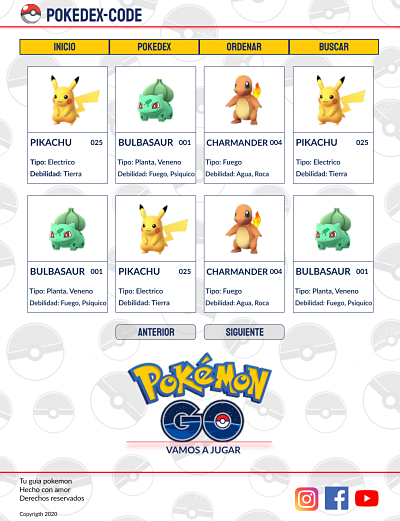 POKEDEX-CODE
INICIO POKEDEX ORDENAR BUSCAR
PIKACHU 025 BULBASAUR 001 CHARMANDER 004 PIKACHU 025
Tipo: Electrico Tipo: Planta, Veneno Tipo: Fuego Tipo: Electrico
Debilidad: Tierra Debilidad: Fuego, Psiquico Debilidad: Agua, Roca Debilidad: Tierra
BULBASAUR 001 PIKACHU 025 CHARMANDER 004 BULBASAUR 001
Tipo: Planta, Veneno Tipo: Electrico Tipo: Fuego Tipo: Planta, Veneno
Debilidad: Fuego, Psiquico Debilidad: Tierra Debilidad: Agua, Roca Debilidad: Fuego, Psiquico
ANTERIOR SIGUIENTE
POKéMON
GO
VAMOS A JUGAR
Tu guia pokemon
Hecho con amor
Derechos reservados
Copyrigth 2020